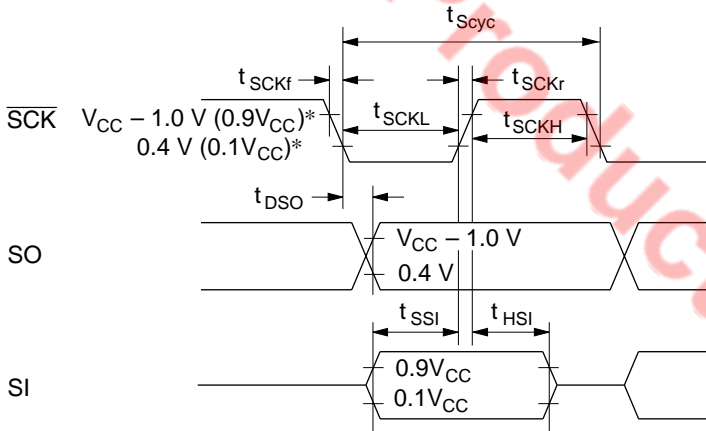 Product
tScyc
tSCKf
tSCKr
SCK VCC – 1.0 V (0.9VCC)*
0.4 V (0.1VCC)*
tSCKL
tSCKH
tDSO
SO
VCC – 1.0 V
0.4 V
tSSI
tHSI
SI
0.9VCC
0.1VCC